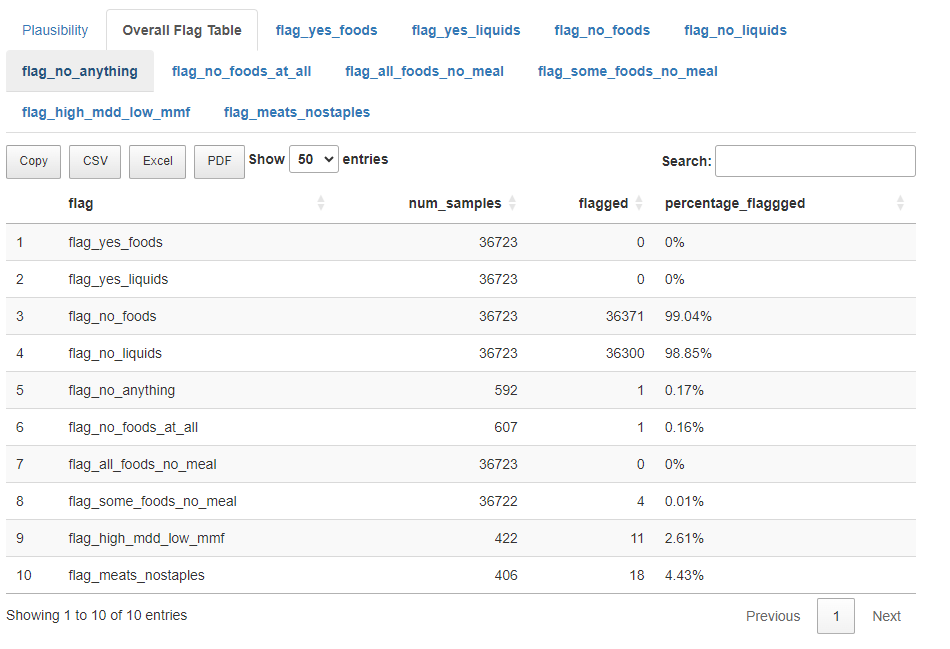 Plausibility Overall Flag Table flag_yes_foods flag_yes_liquids flag_no_foods flag_no_liquids
flag_no_anything flag_no_foods_at_all flag_all_foods_no_meal flag_some_foods_no_meal
flag_high_mdd_low_mmf flag_meats_nostaples
Copy CSV Excel PDF Show 50 entries Search:
flag num_samples flagged percentage_flaggged
1 flag_yes_foods 36723 0 0%
2 flag_yes_liquids 36723 0 0%
3 flag_no_foods 36723 36371 99.04%
4 flag_no_liquids 36723 36300 98.85%
5 flag_no_anything 592 1 0.17%
6 flag_no_foods_at_all 607 1 0.16%
7 flag_all_foods_no_meal 36723 0 0%
8 flag_some_foods_no_meal 36722 4 0.01%
9 flag_high_mdd_low_mmf 422 11 2.61%
10 flag_meats_nostaples 406 18 4.43%
Showing 1 to 10 of 10 entries Previous 1 Next